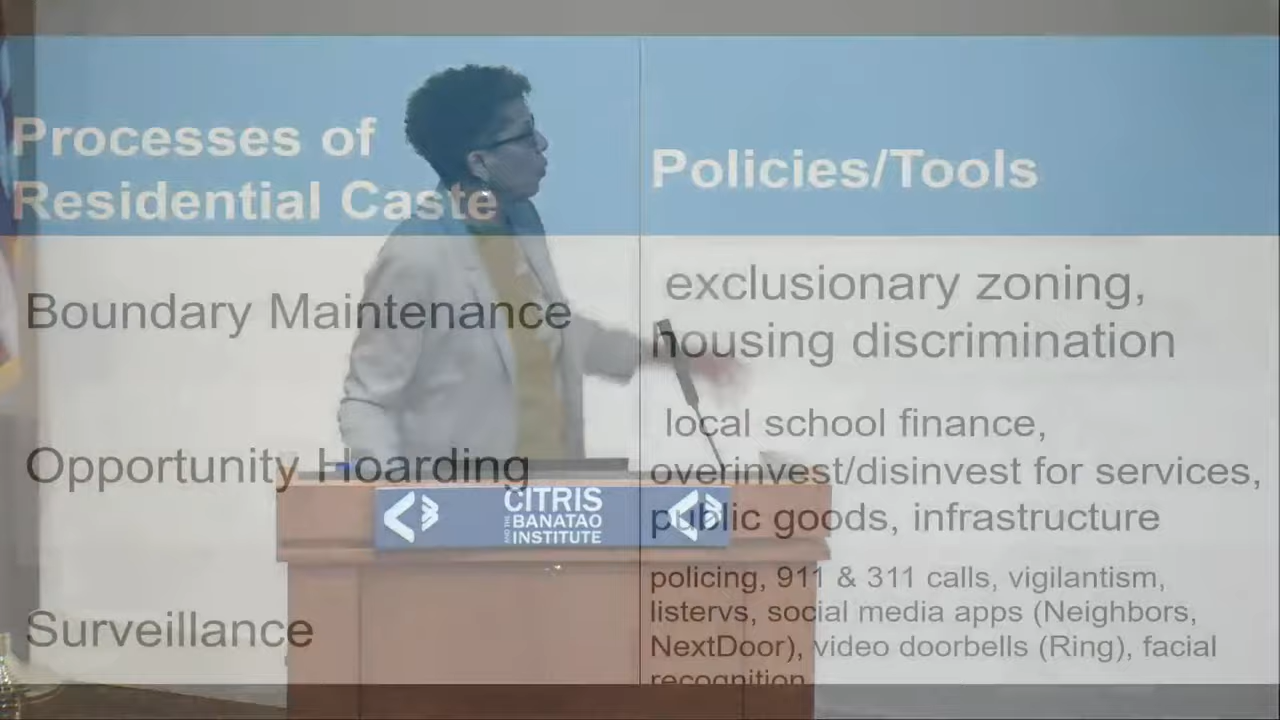 Processes of
Residential Caste
Policies/Tools
Boundary Maintenance
exclusionary zoning,
housing discrimination
Opportunity Hoarding
local school finance,
overinvest/disinvest for services,
public goods, infrastructure
Surveillance
policing, 911 & 311 calls, vigilantism,
listervs, social media apps (Neighbors,
NextDoor), video doorbells (Ring), facial
recognition
CITRIS
AND THE
BANATAO
INSTITUTE